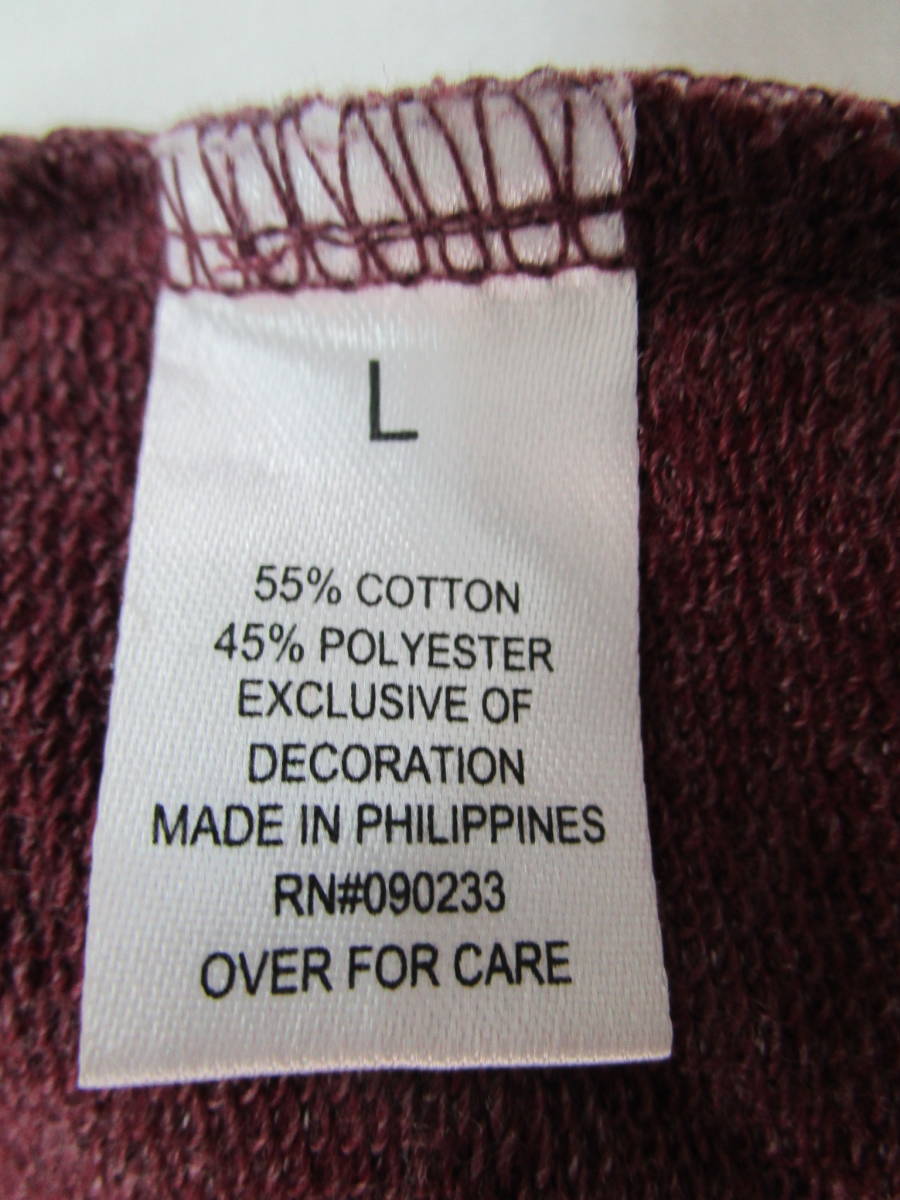 L
55% COTTON
45% POLYESTER
EXCLUSIVE OF
DECORATION
MADE IN PHILIPPINES
RN#090233
OVER FOR CARE